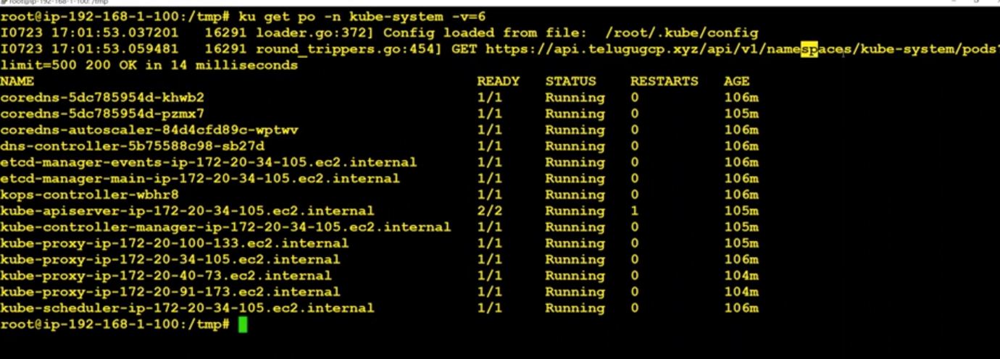 root@ip-192-168-1-100:/tmp
root@ip-192-168-1-100:/tmp# ku get po -n kube-system -v=6
I0723 17:01:53.037201   16291 loader.go:372] Config loaded from file:  /root/.kube/config
I0723 17:01:53.059481   16291 round_trippers.go:454] GET https://api.telugugcp.xyz/api/v1/namespaces/kube-system/pods?
limit=500 200 OK in 14 milliseconds
NAME READY STATUS RESTARTS AGE
coredns-5dc785954d-khwb2 1/1 Running 0 106m
coredns-5dc785954d-pzmx7 1/1 Running 0 105m
coredns-autoscaler-84d4cfd89c-wptwv 1/1 Running 0 106m
dns-controller-5b75588c98-sb27d 1/1 Running 0 106m
etcd-manager-events-ip-172-20-34-105.ec2.internal 1/1 Running 0 106m
etcd-manager-main-ip-172-20-34-105.ec2.internal 1/1 Running 0 106m
kops-controller-wbhr8 1/1 Running 0 106m
kube-apiserver-ip-172-20-34-105.ec2.internal 2/2 Running 1 105m
kube-controller-manager-ip-172-20-34-105.ec2.internal 1/1 Running 0 105m
kube-proxy-ip-172-20-100-133.ec2.internal 1/1 Running 0 105m
kube-proxy-ip-172-20-34-105.ec2.internal 1/1 Running 0 106m
kube-proxy-ip-172-20-40-73.ec2.internal 1/1 Running 0 104m
kube-proxy-ip-172-20-91-173.ec2.internal 1/1 Running 0 104m
kube-scheduler-ip-172-20-34-105.ec2.internal 1/1 Running 0 106m
root@ip-192-168-1-100:/tmp#